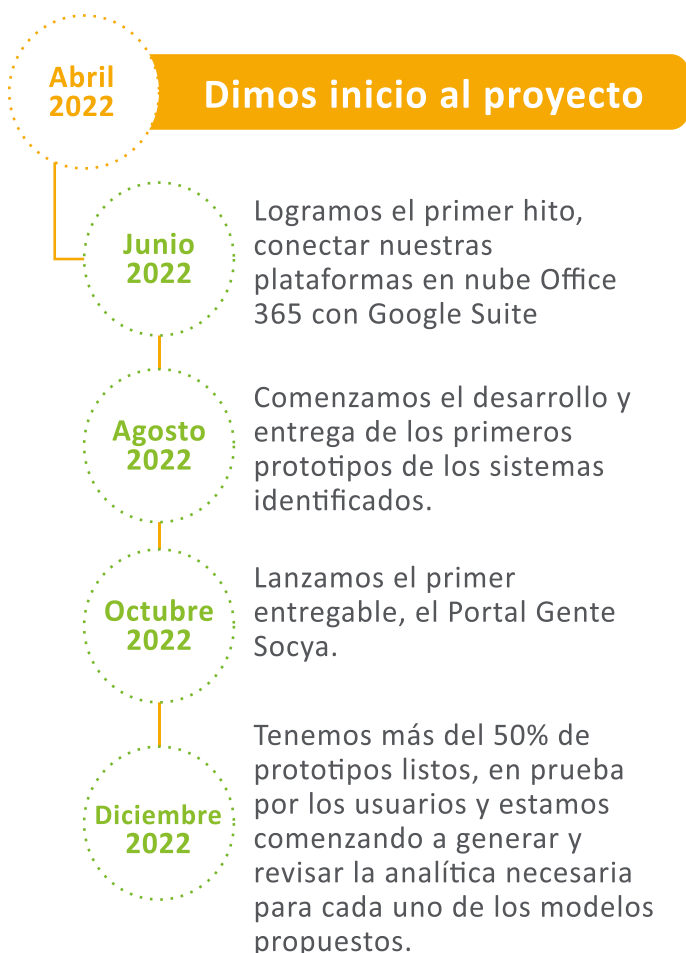 Abril
2022
Dimos inicio al proyecto
Junio
2022
Logramos el primer hito,
conectar nuestras
plataformas en nube Office
365 con Google Suite
Agosto
2022
Comenzamos el desarrollo y
entrega de los primeros
prototipos de los sistemas
identificados.
Octubre
2022
Lanzamos el primer
entregable, el Portal Gente
Socya.
Diciembre
2022
Tenemos más del 50% de
prototipos listos, en prueba
por los usuarios y estamos
comenzando a generar y
revisar la analítica necesaria
para cada uno de los modelos
propuestos.